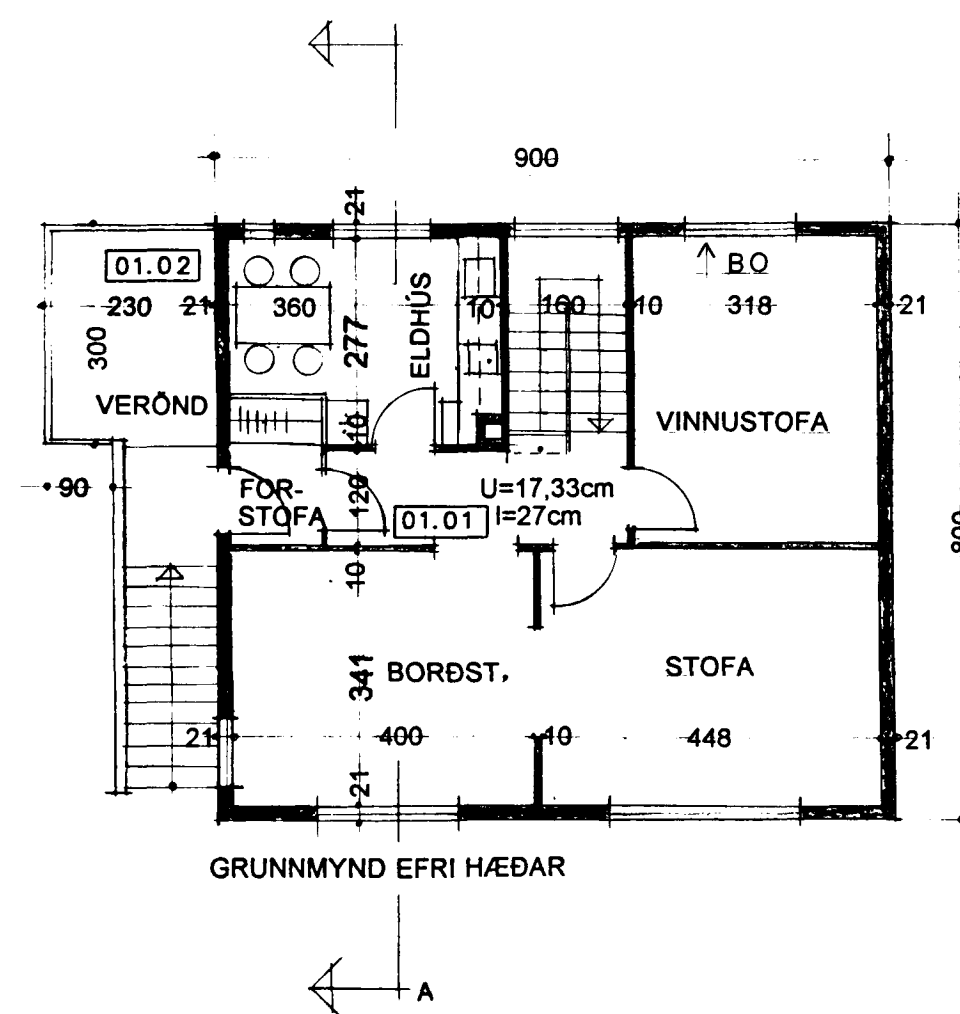 900
21
01.02
BO
230
21
360
10
160
10
318
21
300
277
ELDHÚS
VERÖND
VINNUSTOFA
10
90
FOR-
STOFA
120
U=17,33cm
I=27cm
01.01
10
341
BORÐST.
STOFA
21
400
10
448
21
21
800
GRUNNMYND EFRI HÆÐAR
A